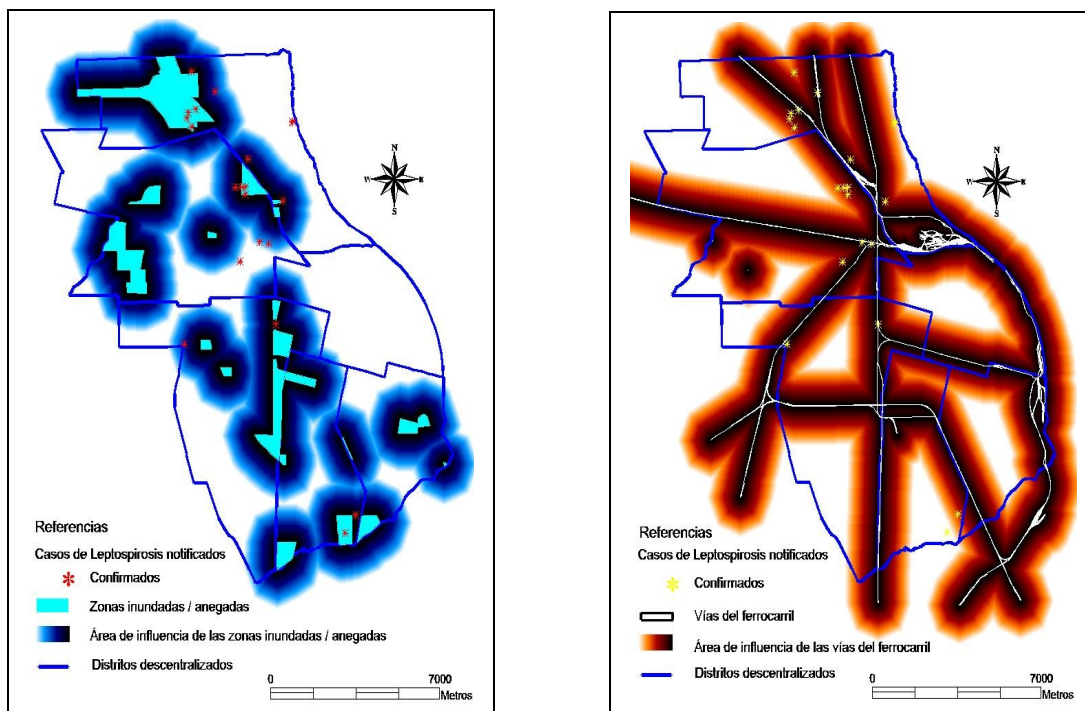 N
W
E
S
Referencias
Casos de Leptospirosis notificados
Confirmados
Zonas inundadas / anegadas
Área de influencia de las zonas inundadas / anegadas
Distritos descentralizados
0
7000
Metros
N
W
E
S
Referencias
Casos de Leptospirosis notificados
Confirmados
Vías del ferrocarril
Área de influencia de las vías del ferrocarril
Distritos descentralizados
0
7000
Metros